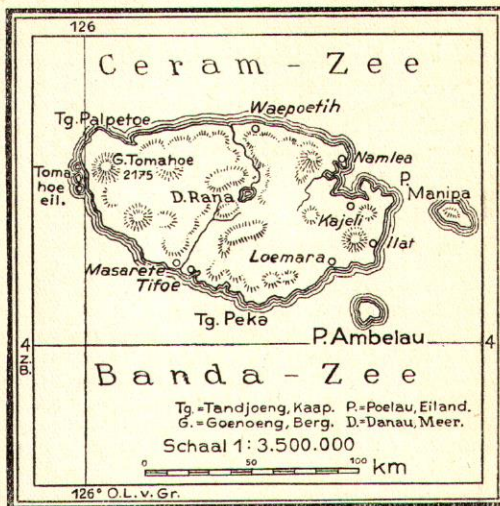 126
Ceram - Zee
Waepoetih
Tg. Palpetoe
G. Tomahoe
2175
Namlea
Toma
hoe
eil.
D. Rana
P.
Manipa
Kajeli
Ilat
Loemara
Masarete
Tifoe
Tg. Peka
P. Ambelau
4
Z.
B.
4
Banda - Zee
Tg.=Tandjoeng, Kaap. P.=Poelau, Eiland.
G.=Goenoeng, Berg. D.=Danau, Meer.
Schaal 1:3.500.000
0 50 100 km
126° O.L.v.Gr.